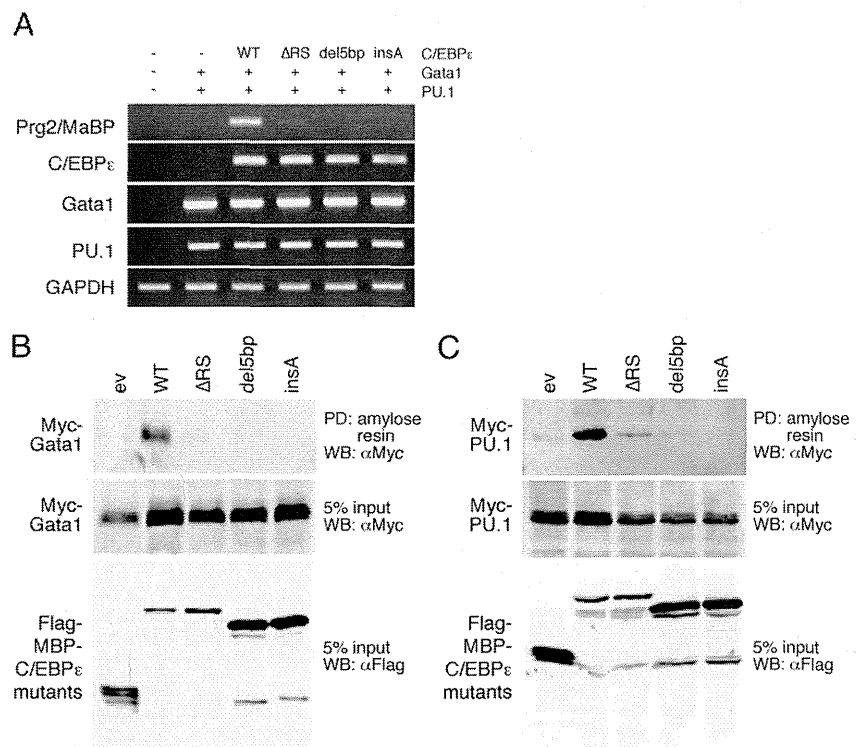 A
- - WT ΔRS del5bp insA C/EBPε
- + + + + + Gata1
- + + + + + PU.1
Prg2/MaBP
C/EBPε
Gata1
PU.1
GAPDH
B
ev WT ΔRS del5bp insA
Myc-
Gata1
PD: amylose
resin
WB: αMyc
Myc-
Gata1
5% input
WB: αMyc
Flag-
MBP-
C/EBPε
mutants
5% input
WB: αFlag
C
ev WT ΔRS del5bp insA
Myc-
PU.1
PD: amylose
resin
WB: αMyc
Myc-
PU.1
5% input
WB: αMyc
Flag-
MBP-
C/EBPε
mutants
5% input
WB: αFlag